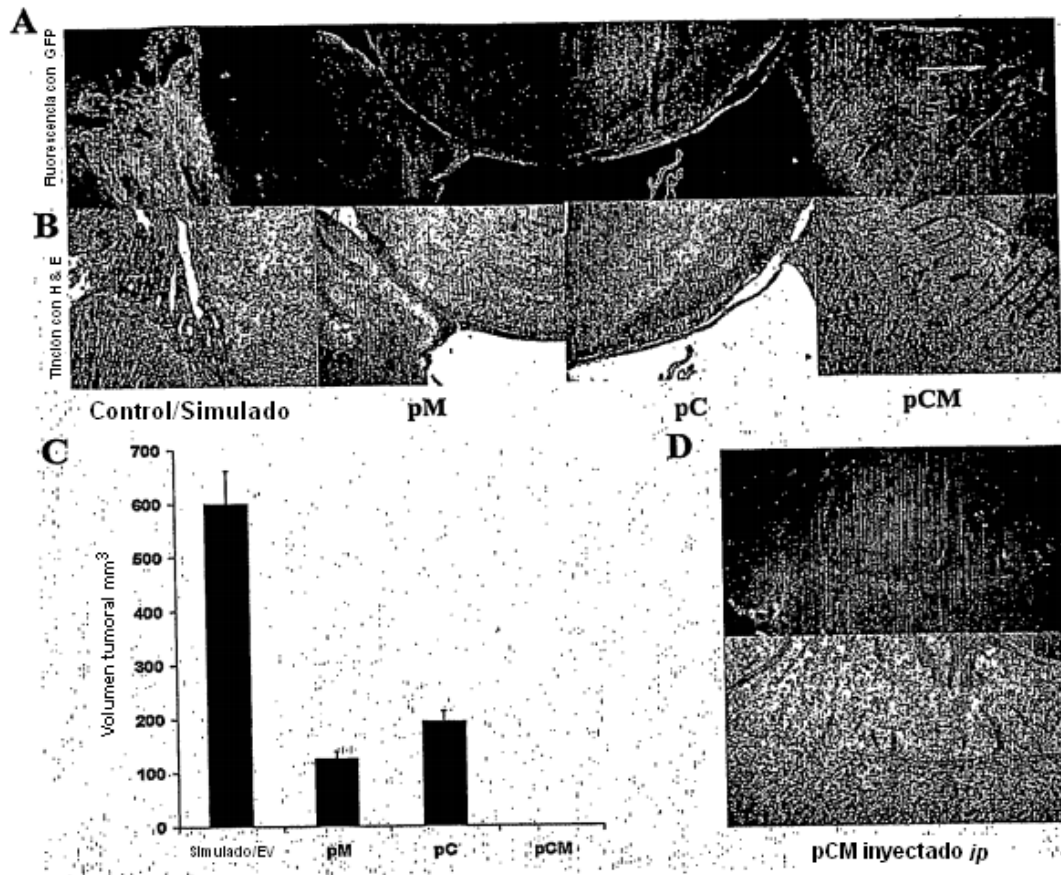 A
Fluorescencia con GFP
B
Tinción con H & E
Control/Simulado
pM
pC
pCM
C
700
600
500
400
300
200
100
0
Volumen tumoral mm³
Simulado/EV
pM
pC
pCM
D
pCM inyectado ip